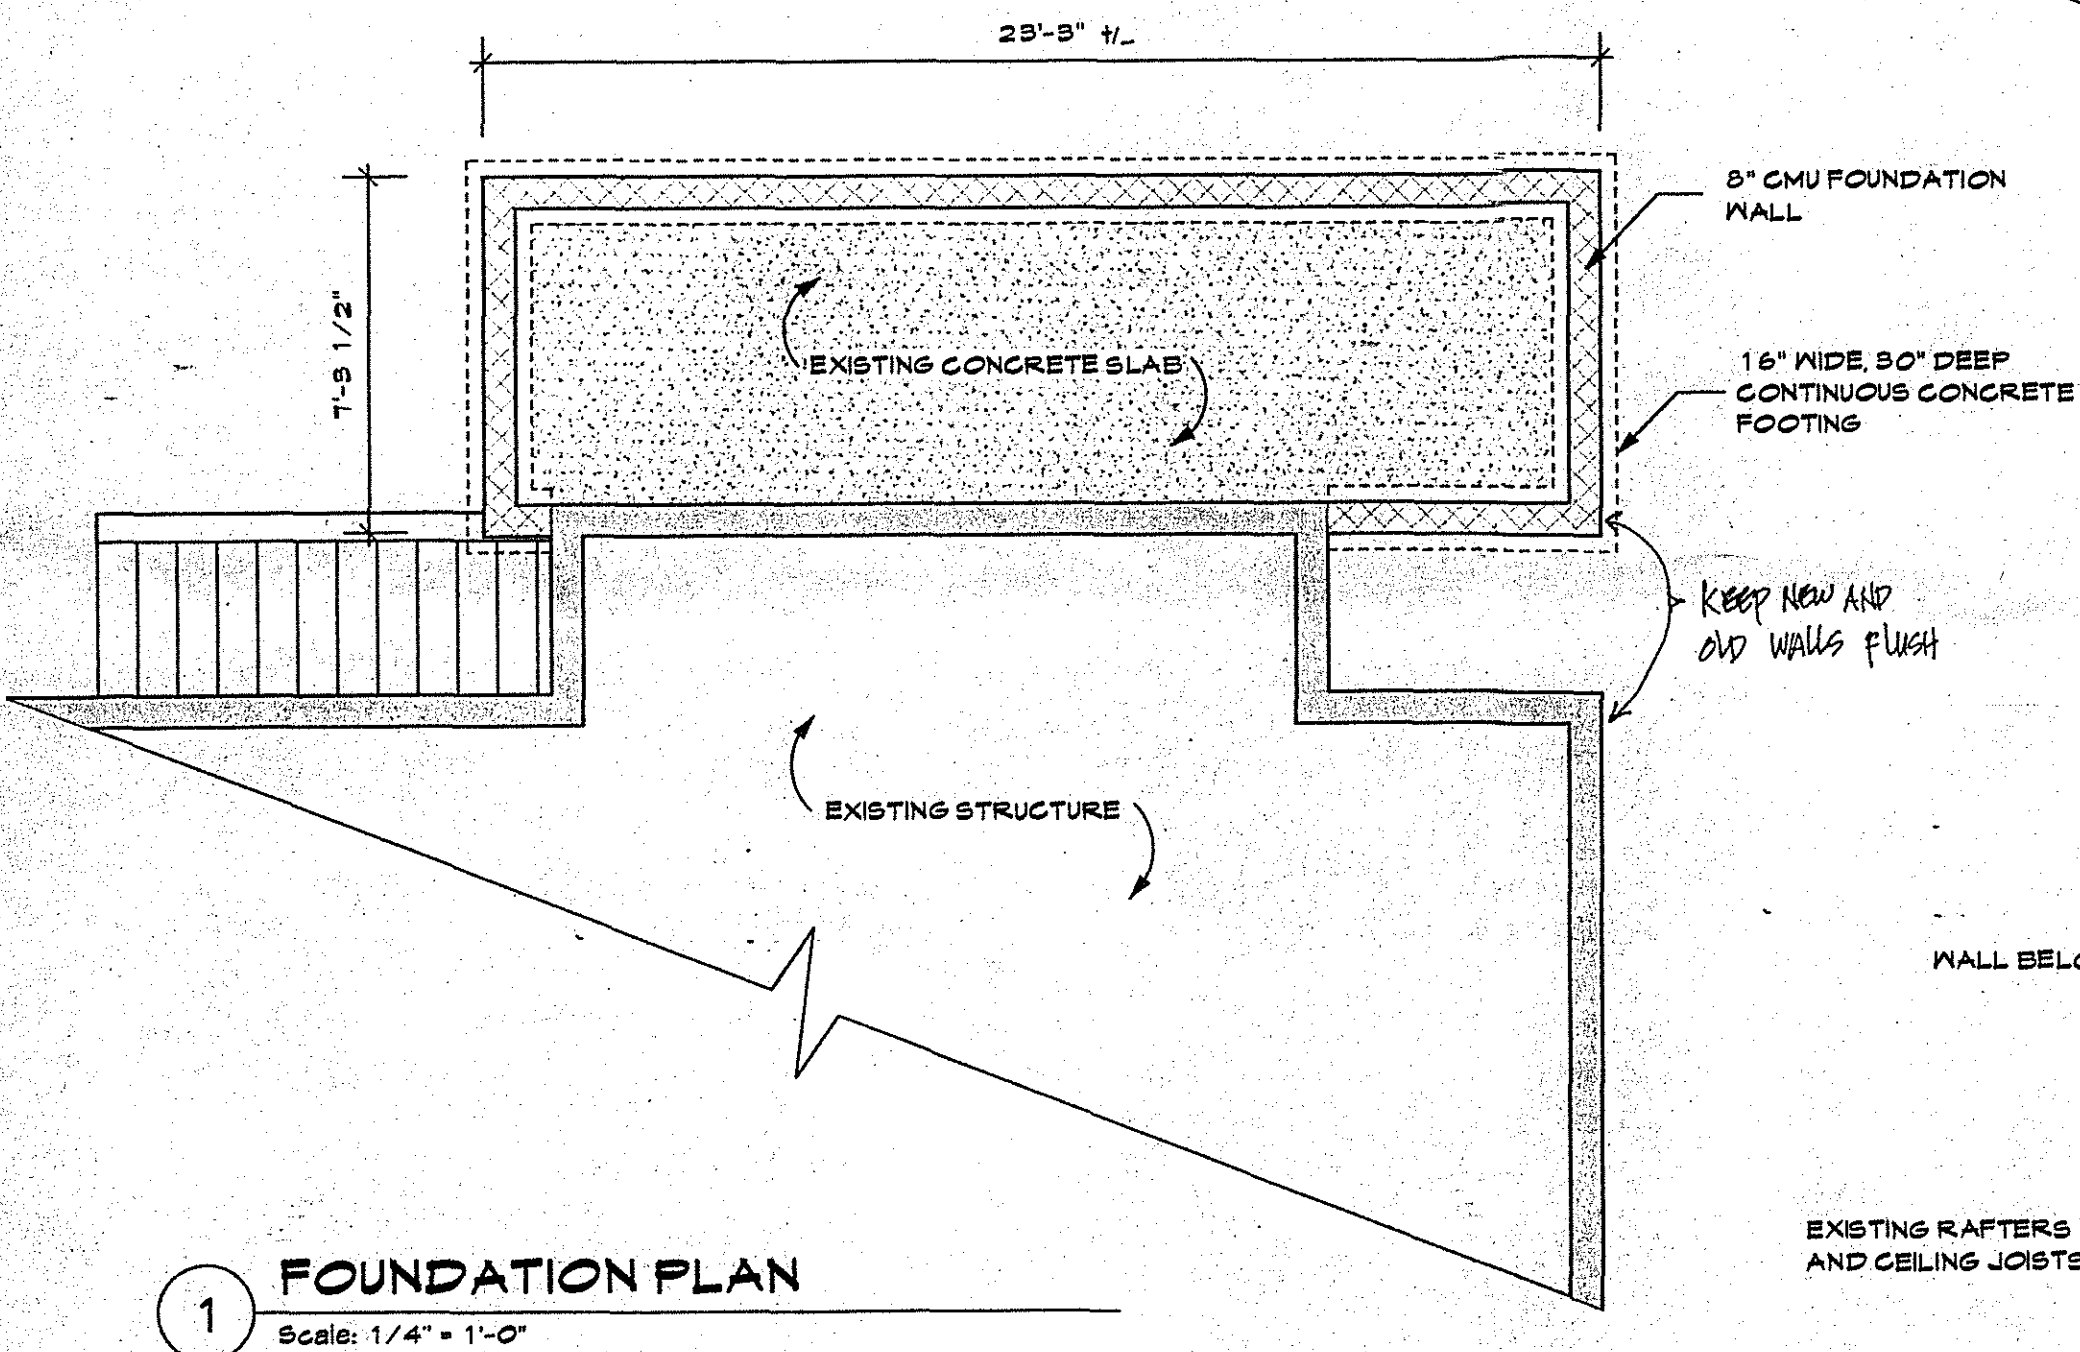 23'-3" +/-
8" CMU FOUNDATION
WALL
7'-3 1/2"
EXISTING CONCRETE SLAB
16" WIDE, 30" DEEP
CONTINUOUS CONCRETE
FOOTING
KEEP NEW AND
OLD WALLS FLUSH
EXISTING STRUCTURE
WALL BELO
EXISTING RAFTERS
AND CEILING JOISTS
1
FOUNDATION PLAN
Scale: 1/4" = 1'-0"